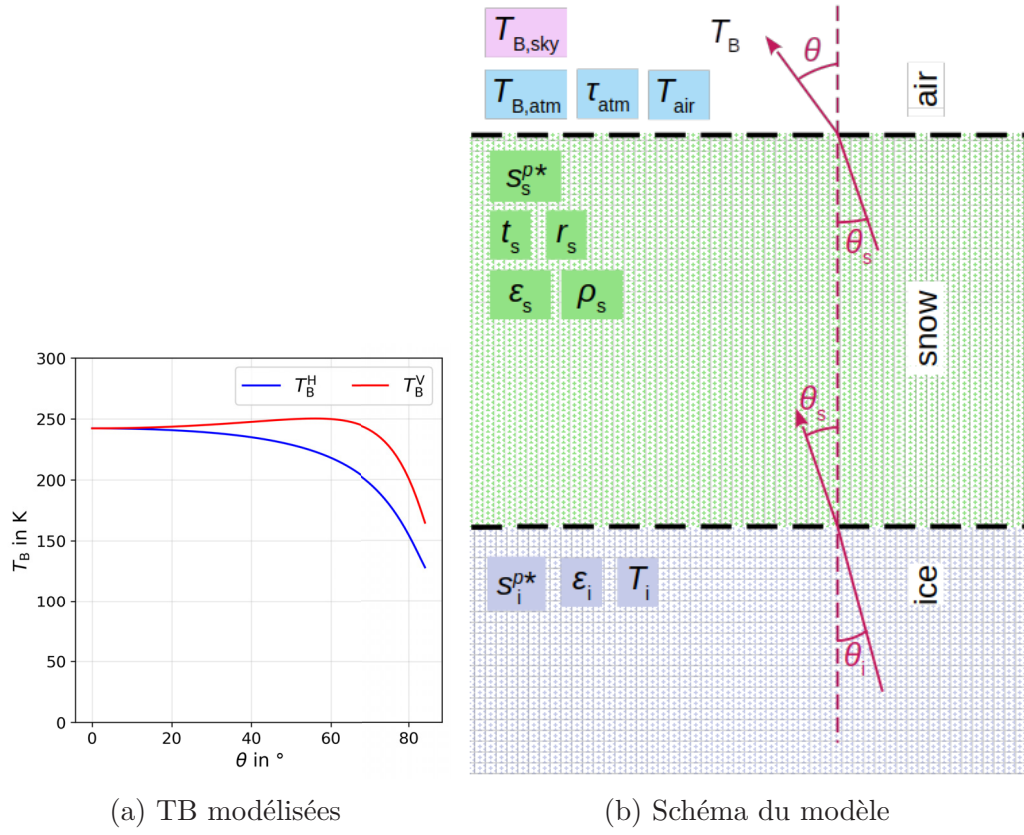 300
250
200
150
100
50
0
T_B in K
T_B^H
T_B^V
0 20 40 60 80
θ in °
(a) TB modélisées
T_B,sky
T_B,atm τ_atm T_air
T_B
θ
air
s_s^p*
t_s r_s
ε_s ρ_s
θ_s
snow
θ_s
s_i^p* ε_i T_i
ice
θ_i
(b) Schéma du modèle